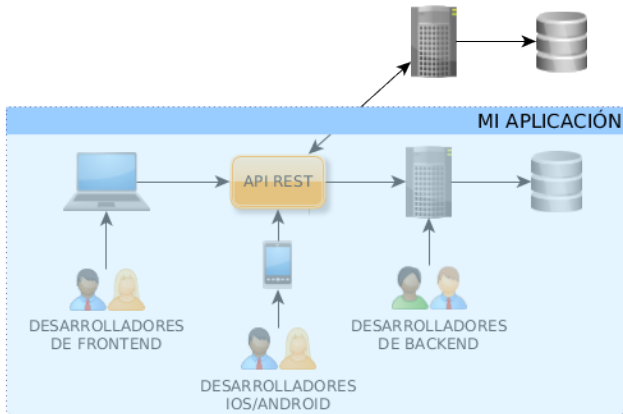 MI APLICACIÓN
API REST
DESARROLLADORES
DE FRONTEND
DESARROLLADORES
IOS/ANDROID
DESARROLLADORES
DE BACKEND